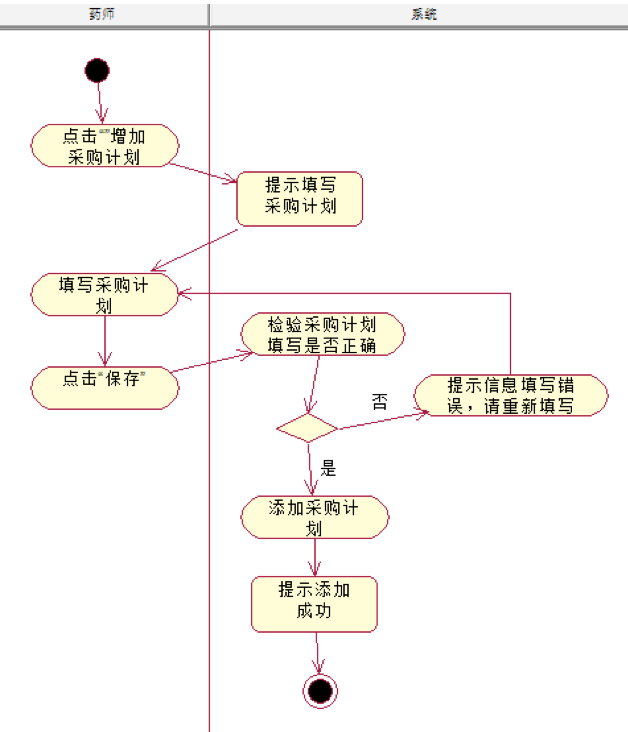 药师
系统
点击“”增加
采购计划
提示填写
采购计划
填写采购计
划
检验采购计划
填写是否正确
点击“保存”
提示信息填写错
误，请重新填写
否
是
添加采购计
划
提示添加
成功